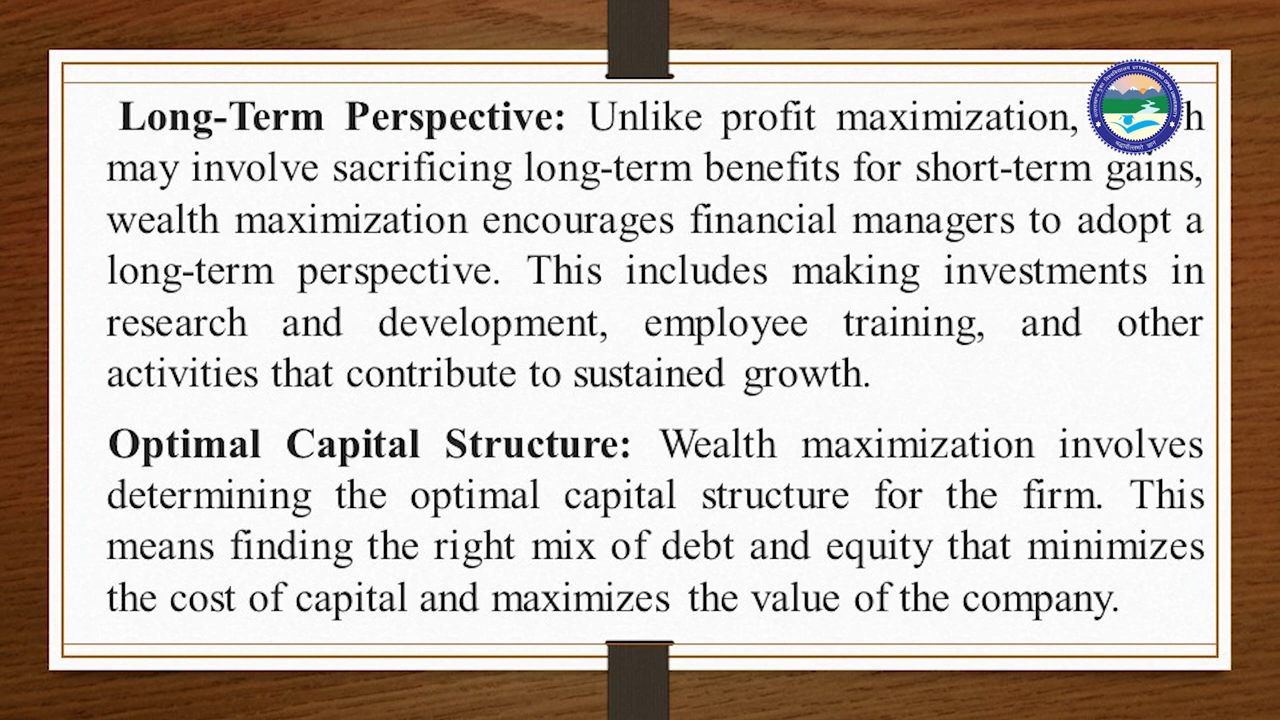 Long-Term Perspective: Unlike profit maximization, h
may involve sacrificing long-term benefits for short-term gains,
wealth maximization encourages financial managers to adopt a
long-term perspective. This includes making investments in
research and development, employee training, and other
activities that contribute to sustained growth.
Optimal Capital Structure: Wealth maximization involves
determining the optimal capital structure for the firm. This
means finding the right mix of debt and equity that minimizes
the cost of capital and maximizes the value of the company.